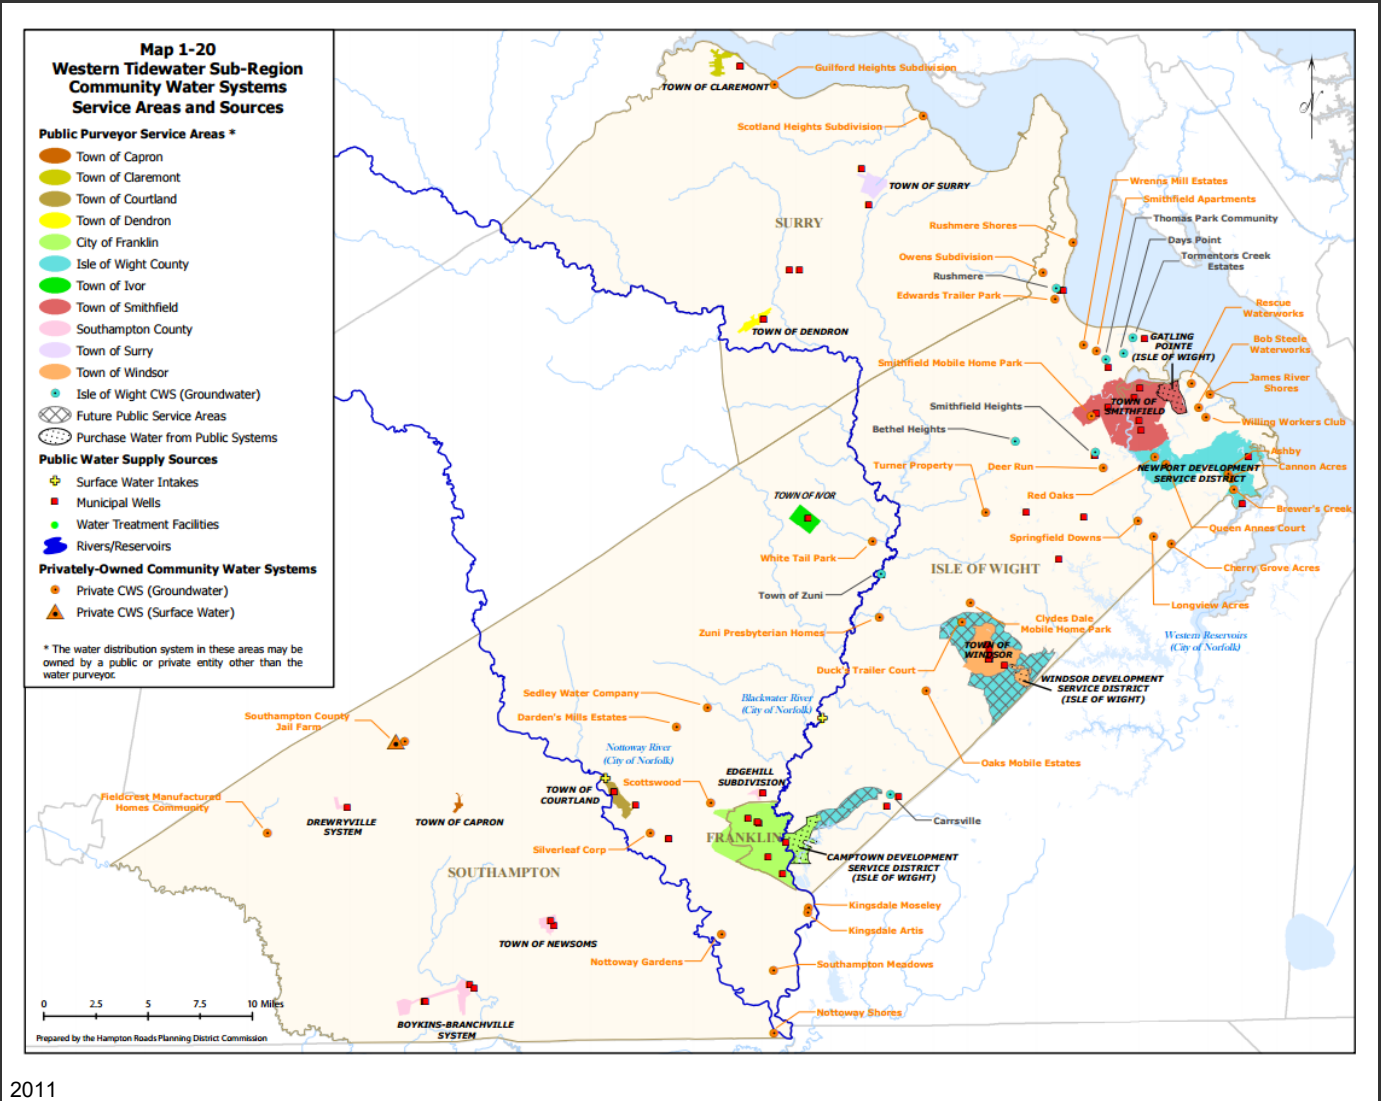 Map 1-20
Western Tidewater Sub-Region
Community Water Systems
Service Areas and Sources
Public Purveyor Service Areas *
Town of Capron
Town of Claremont
Town of Courtland
Town of Dendron
City of Franklin
Isle of Wight County
Town of Ivor
Town of Smithfield
Southampton County
Town of Surry
Town of Windsor
Isle of Wight CWS (Groundwater)
Future Public Service Areas
Purchase Water from Public Systems
Public Water Supply Sources
Surface Water Intakes
Municipal Wells
Water Treatment Facilities
Rivers/Reservoirs
Privately-Owned Community Water Systems
Private CWS (Groundwater)
Private CWS (Surface Water)
* The water distribution system in these areas may be
owned by a public or private entity other than the
water purveyor.
Guilford Heights Subdivision
TOWN OF CLAREMONT
Scotland Heights Subdivision
N
TOWN OF SURRY
SURRY
Wrenns Mill Estates
Smithfield Apartments
Thomas Park Community
Days Point
Tormentors Creek
Estates
Rushmere Shores
Owens Subdivision
Rushmere
Edwards Trailer Park
Rescue
Waterworks
TOWN OF DENDRON
GATLING
POINTE
(ISLE OF WIGHT)
Bob Steele
Waterworks
Smithfield Mobile Home Park
James River
Shores
TOWN OF
SMITHFIELD
Smithfield Heights
Willing Workers Club
Bethel Heights
Ashby
Turner Property
Deer Run
NEWPORT DEVELOPMENT
SERVICE DISTRICT
Cannon Acres
Red Oaks
TOWN OF IVOR
Brewer's Creek
Queen Annes Court
Springfield Downs
White Tail Park
ISLE OF WIGHT
Cherry Grove Acres
Town of Zuni
Longview Acres
Zuni Presbyterian Homes
Clydes Dale
Mobile Home Park
Western Reservoirs
(City of Norfolk)
TOWN OF
WINDSOR
Duck's Trailer Court
WINDSOR DEVELOPMENT
SERVICE DISTRICT
(ISLE OF WIGHT)
Sedley Water Company
Blackwater River
(City of Norfolk)
Southampton County
Jail Farm
Darden's Mills Estates
Nottoway River
(City of Norfolk)
Oaks Mobile Estates
EDGEHILL
SUBDIVISION
Scottswood
TOWN OF
COURTLAND
Fieldcrest Manufactured
Homes Community
DREWRYVILLE
SYSTEM
TOWN OF CAPRON
Carrsville
FRANKLIN
Silverleaf Corp
CAMPTOWN DEVELOPMENT
SERVICE DISTRICT
(ISLE OF WIGHT)
SOUTHAMPTON
Kingsdale Moseley
Kingsdale Artis
TOWN OF NEWSOMS
Nottoway Gardens
Southampton Meadows
0 2.5 5 7.5 10 Miles
Nottoway Shores
BOYKINS-BRANCHVILLE
SYSTEM
Prepared by the Hampton Roads Planning District Commission
2011